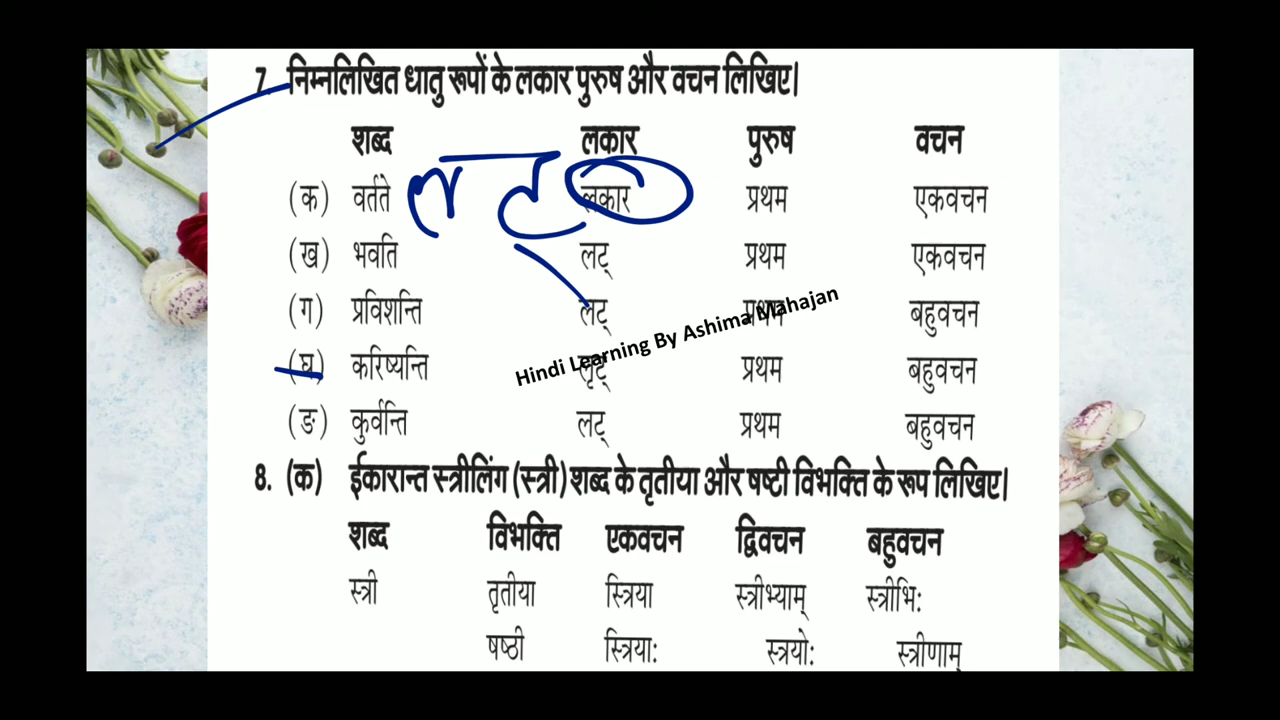 7. निम्नलिखित धातु रूपों के लकार पुरुष और वचन लिखिए।
शब्द लकार पुरुष वचन
(क) वर्तते लट् लकार प्रथम एकवचन
(ख) भवति लट् प्रथम एकवचन
(ग) प्रविशन्ति लट् प्रथम बहुवचन
Hindi Learning By Ashima Mahajan
(घ) करिष्यन्ति लृट् प्रथम बहुवचन
(ङ) कुर्वन्ति लट् प्रथम बहुवचन
8. (क) ईकारान्त स्त्रीलिंग (स्त्री) शब्द के तृतीया और षष्टी विभक्ति के रूप लिखिए।
शब्द विभक्ति एकवचन द्विवचन बहुवचन
स्त्री तृतीया स्त्रिया स्त्रीभ्याम् स्त्रीभि:
षष्ठी स्त्रिया: स्त्रयो: स्त्रीणाम्